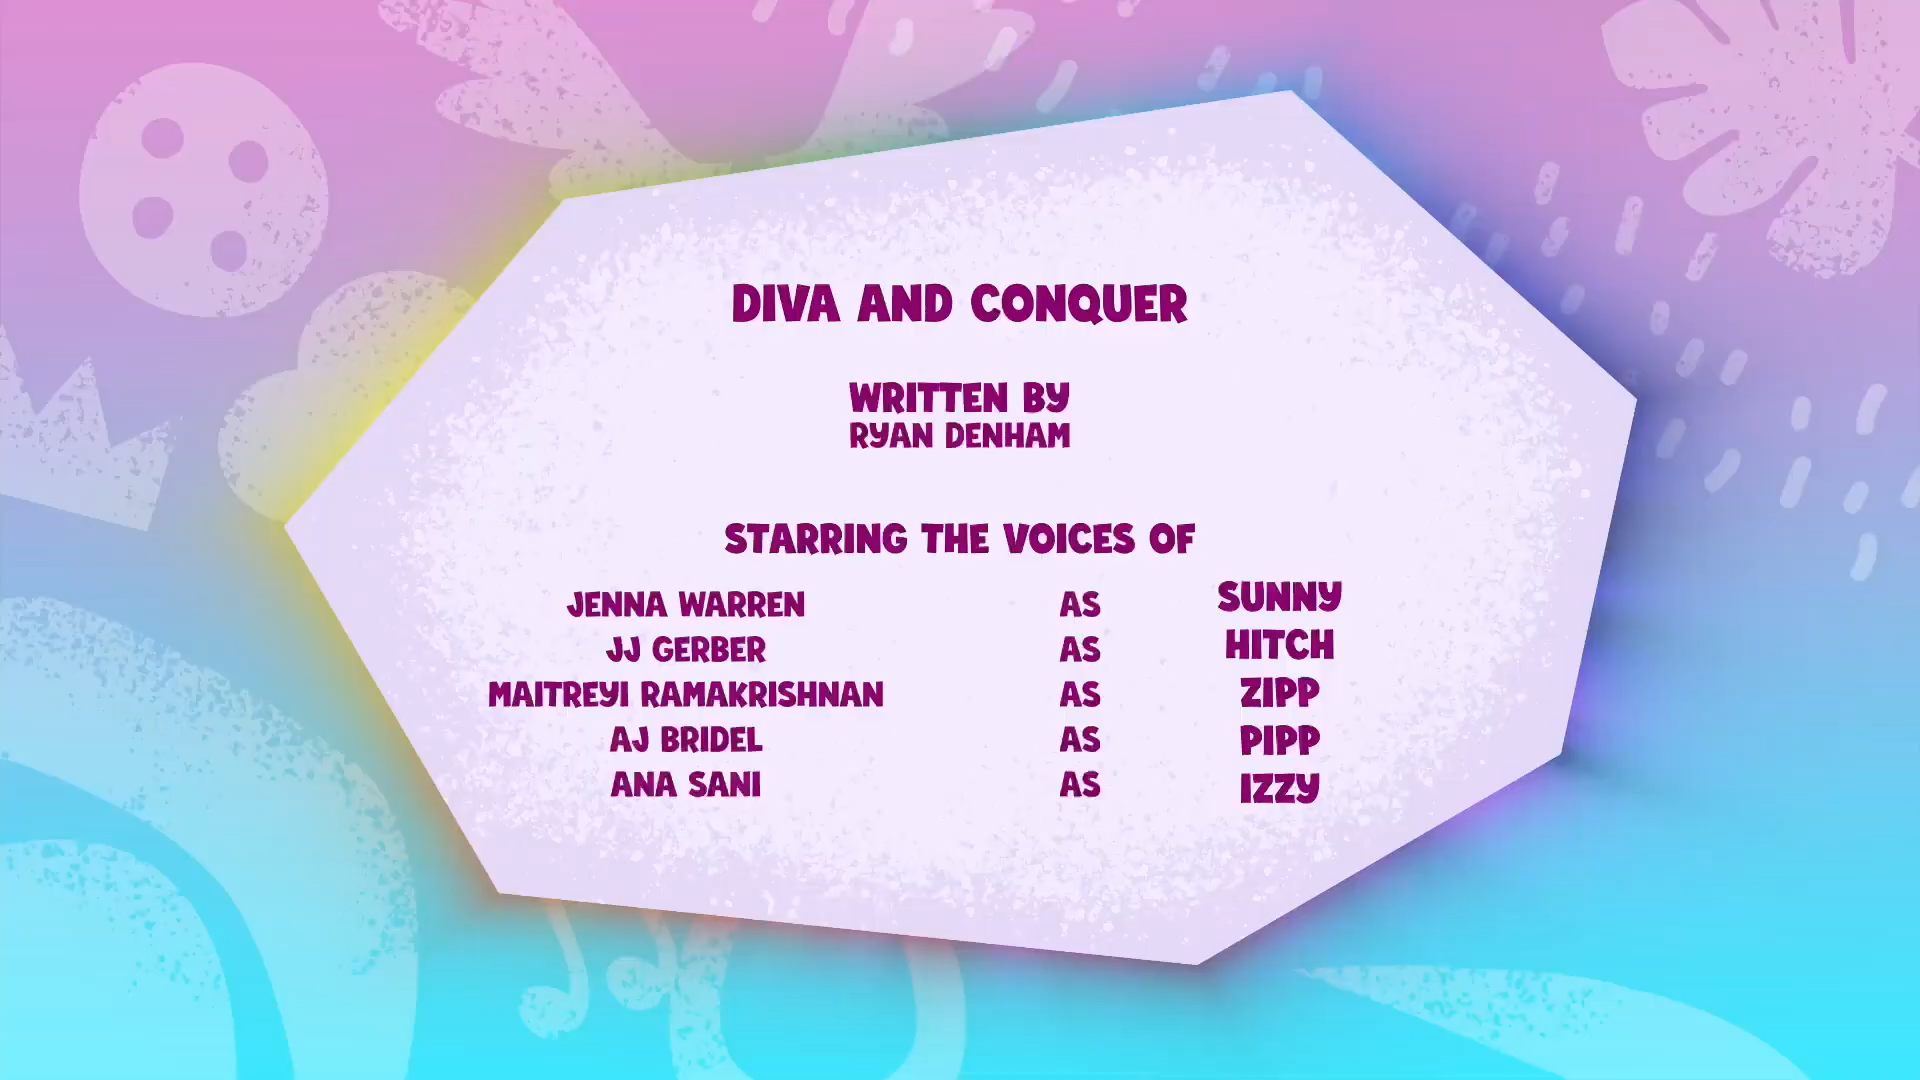 DIVA AND CONQUER
WRITTEN BY
RYAN DENHAM
STARRING THE VOICES OF
JENNA WARREN AS SUNNY
JJ GERBER AS HITCH
MAITREYI RAMAKRISHNAN AS ZIPP
AJ BRIDEL AS PIPP
ANA SANI AS IZZY